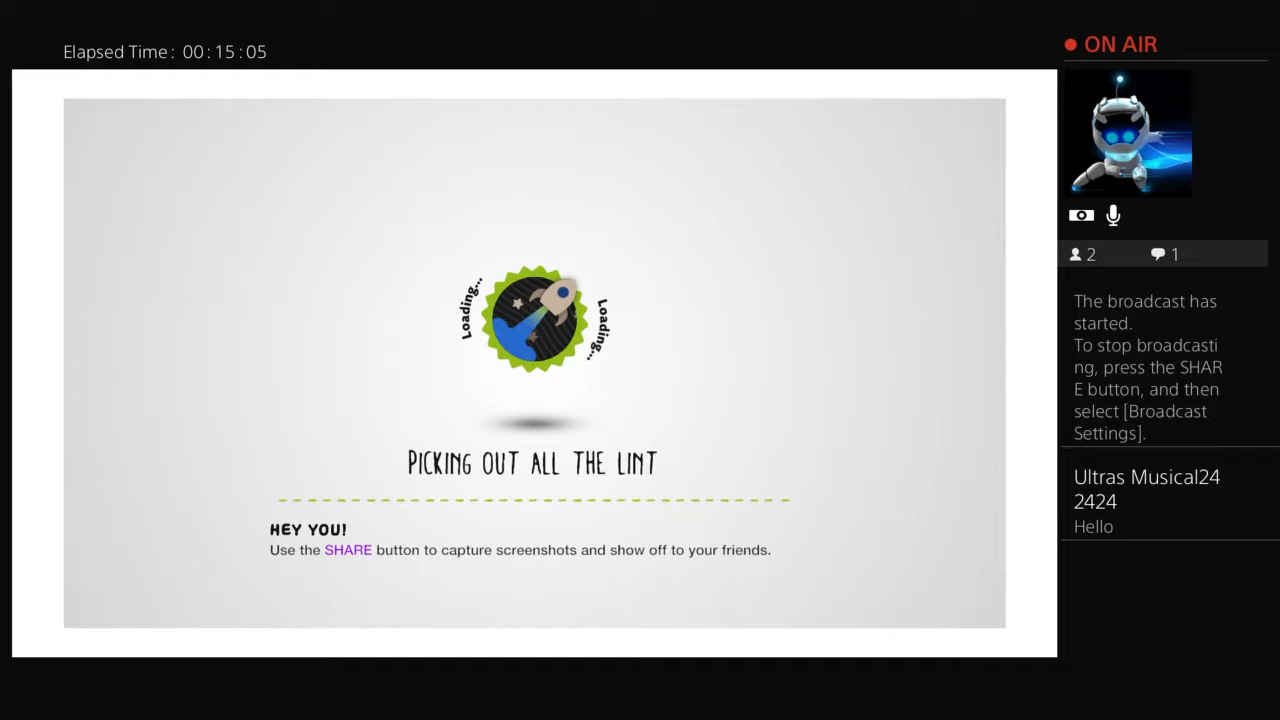 Elapsed Time: 00:15:05
ON AIR
2
1
Loading...
Loading...
PICKING OUT ALL THE LINT
HEY YOU!
Use the SHARE button to capture screenshots and show off to your friends.
The broadcast has
started.
To stop broadcasti
ng, press the SHAR
E button, and then
select [Broadcast
Settings].
Ultras Musical24
2424
Hello